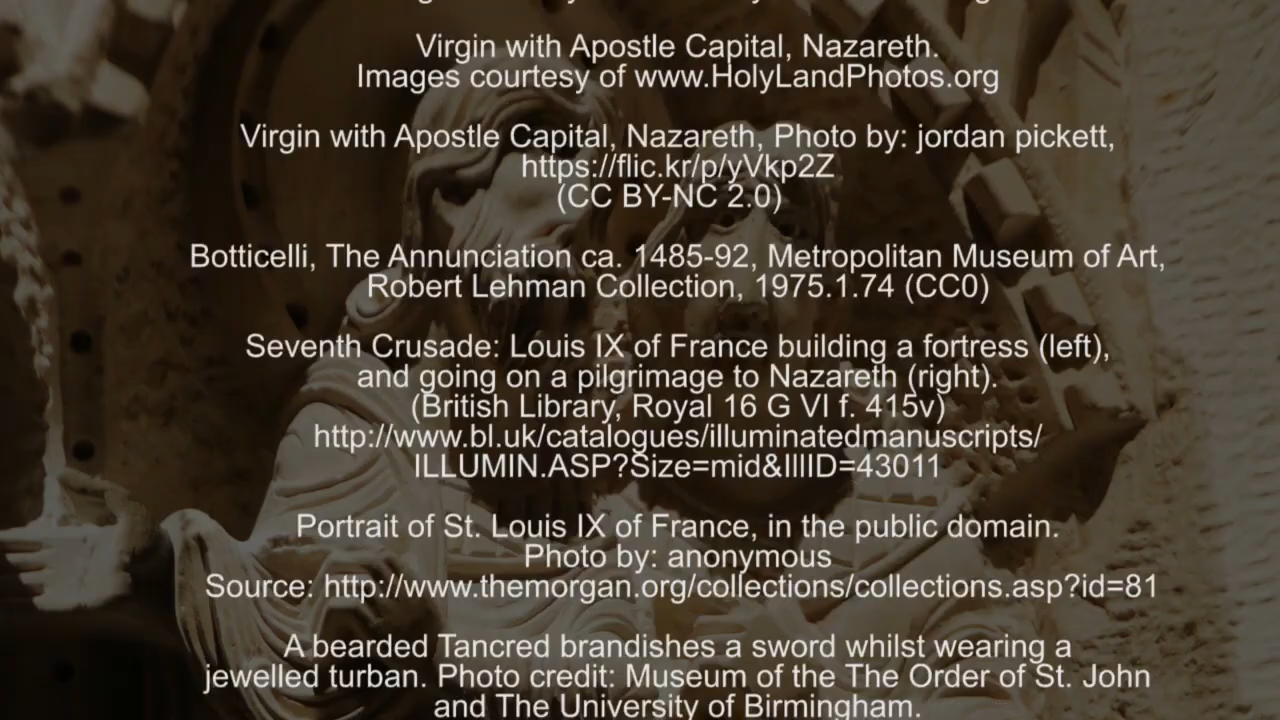 Virgin with Apostle Capital, Nazareth.
Images courtesy of www.HolyLandPhotos.org
Virgin with Apostle Capital, Nazareth, Photo by: jordan pickett,
https://flic.kr/p/yVkp2Z
(CC BY-NC 2.0)
Botticelli, The Annunciation ca. 1485-92, Metropolitan Museum of Art,
Robert Lehman Collection, 1975.1.74 (CC0)
Seventh Crusade: Louis IX of France building a fortress (left),
and going on a pilgrimage to Nazareth (right).
(British Library, Royal 16 G VI f. 415v)
http://www.bl.uk/catalogues/illuminatedmanuscripts/
ILLUMIN.ASP?Size=mid&IllID=43011
Portrait of St. Louis IX of France, in the public domain.
Photo by: anonymous
Source: http://www.themorgan.org/collections/collections.asp?id=81
A bearded Tancred brandishes a sword whilst wearing a
jewelled turban. Photo credit: Museum of the The Order of St. John
and The University of Birmingham.